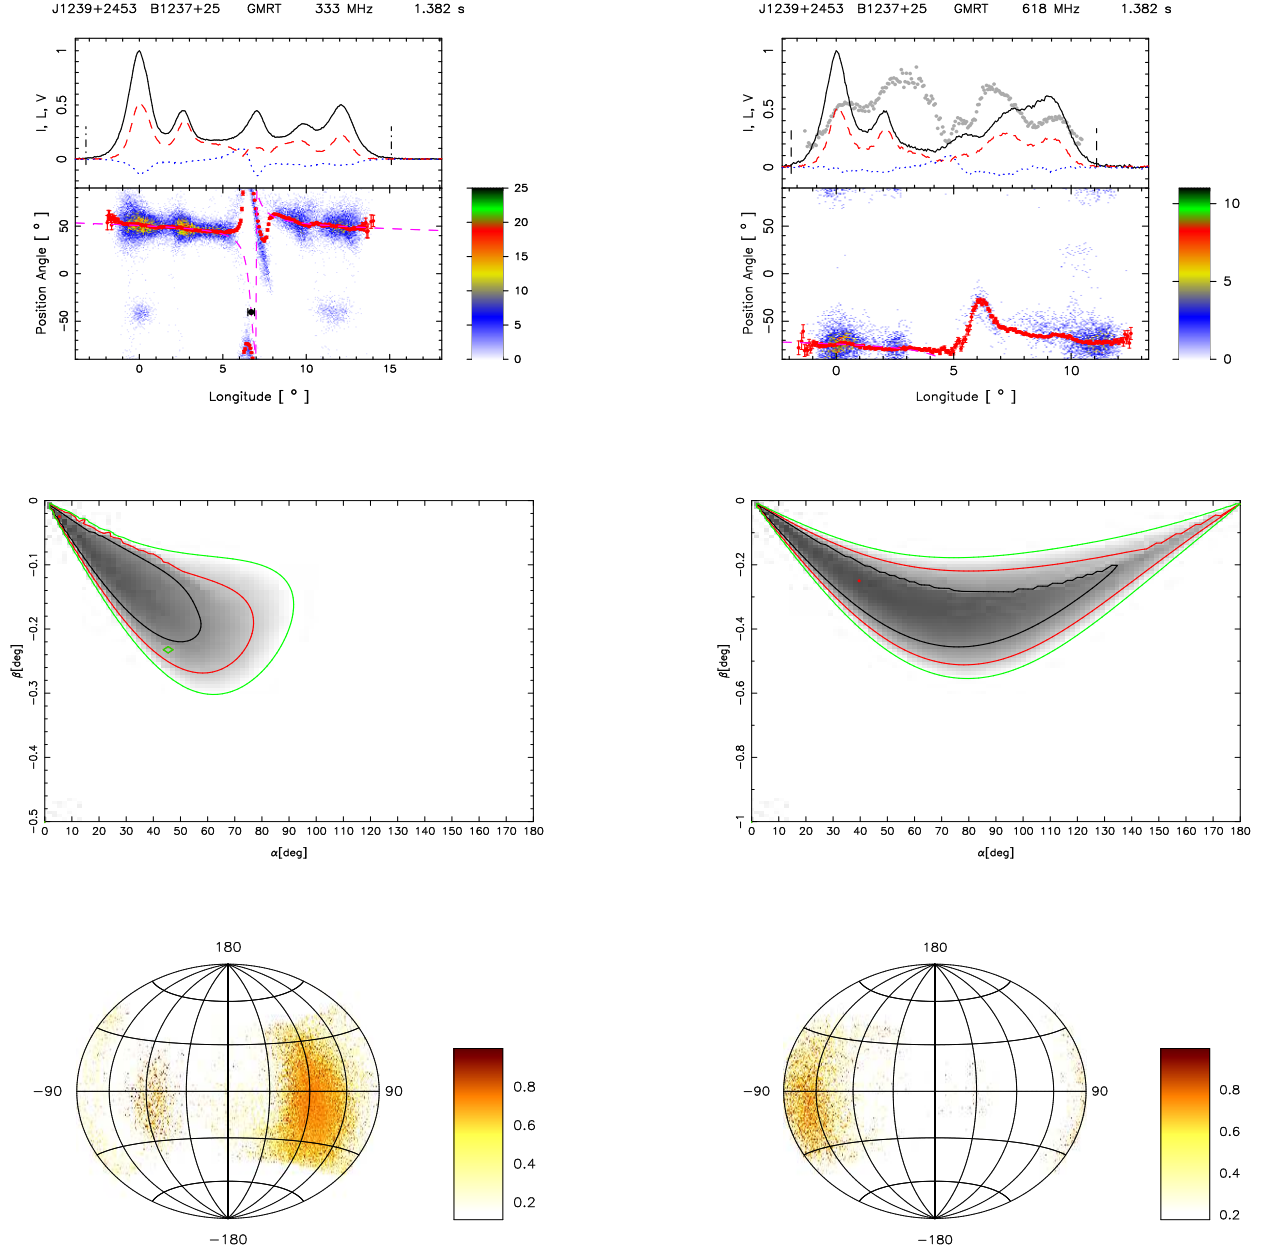 J1239+2453 B1237+25 GMRT 333 MHz 1.382 s
I, L, V
1
0.5
0
Position Angle [ ° ]
50
0
−50
0 5 10 15
Longitude [ ° ]
25
20
15
10
5
0
J1239+2453 B1237+25 GMRT 618 MHz 1.382 s
I, L, V
1
0.5
0
Position Angle [ ° ]
50
0
−50
0 5 10
Longitude [ ° ]
10
5
0
β[deg]
0
−0.1
−0.2
−0.3
−0.4
−0.5
0 10 20 30 40 50 60 70 80 90 100 110 120 130 140 150 160 170 180
α[deg]
β[deg]
0
−0.2
−0.4
−0.6
−0.8
−1
0 10 20 30 40 50 60 70 80 90 100 110 120 130 140 150 160 170 180
α[deg]
180
−90 90
−180
0.8
0.6
0.4
0.2
180
−90 90
−180
0.8
0.6
0.4
0.2